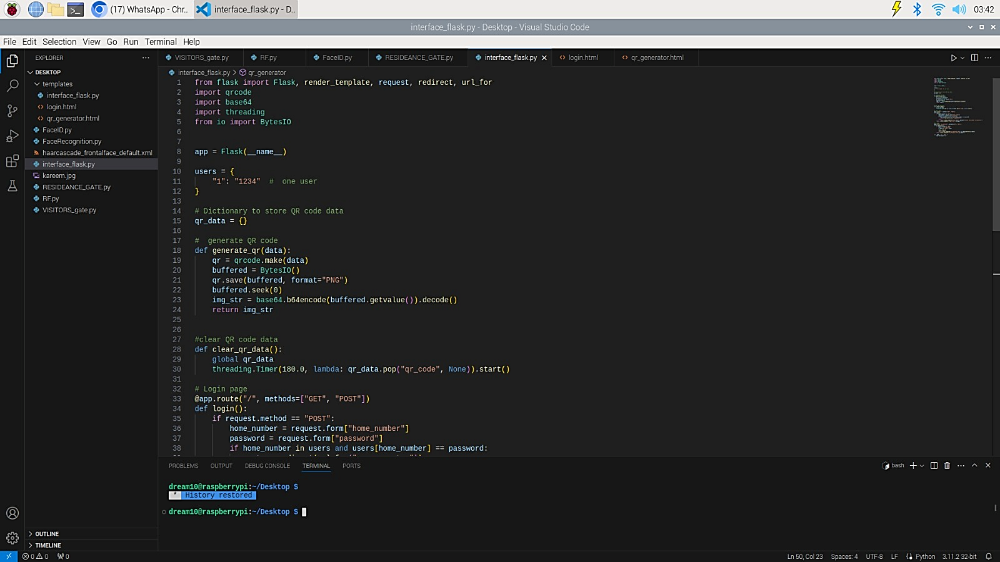 (17) WhatsApp - Chr..
interface_flask.py - D..
03:42
interface_flask.py - Desktop - Visual Studio Code
File Edit Selection View Go Run Terminal Help
EXPLORER
DESKTOP
templates
interface_flask.py
login.html
qr_generator.html
FaceID.py
FaceRecognition.py
haarcascade_frontalface_default.xml
interface_flask.py
kareem.jpg
RESIDEANCE_GATE.py
RF.py
VISITORS_gate.py
OUTLINE
TIMELINE
VISITORS_gate.py RF.py FaceID.py RESIDEANCE_GATE.py interface_flask.py login.html qr_generator.html
interface_flask.py > qr_generator
1 from flask import Flask, render_template, request, redirect, url_for
2 import qrcode
3 import base64
4 import threading
5 from io import BytesIO
6
7
8 app = Flask(__name__)
9
10 users = {
11     "1": "1234"  #  one user
12 }
13
14 # Dictionary to store QR code data
15 qr_data = {}
16
17 #  generate QR code
18 def generate_qr(data):
19     qr = qrcode.make(data)
20     buffered = BytesIO()
21     qr.save(buffered, format="PNG")
22     buffered.seek(0)
23     img_str = base64.b64encode(buffered.getvalue()).decode()
24     return img_str
25
26
27 #clear QR code data
28 def clear_qr_data():
29     global qr_data
30     threading.Timer(180.0, lambda: qr_data.pop("qr_code", None)).start()
31
32 # Login page
33 @app.route("/", methods=["GET", "POST"])
34 def login():
35     if request.method == "POST":
36         home_number = request.form["home_number"]
37         password = request.form["password"]
38         if home_number in users and users[home_number] == password:
PROBLEMS OUTPUT DEBUG CONSOLE TERMINAL PORTS
bash
dream10@raspberrypi:~/Desktop $
* History restored
dream10@raspberrypi:~/Desktop $
0 0 0
Ln 50, Col 23 Spaces: 4 UTF-8 LF Python 3.11.2 32-bit